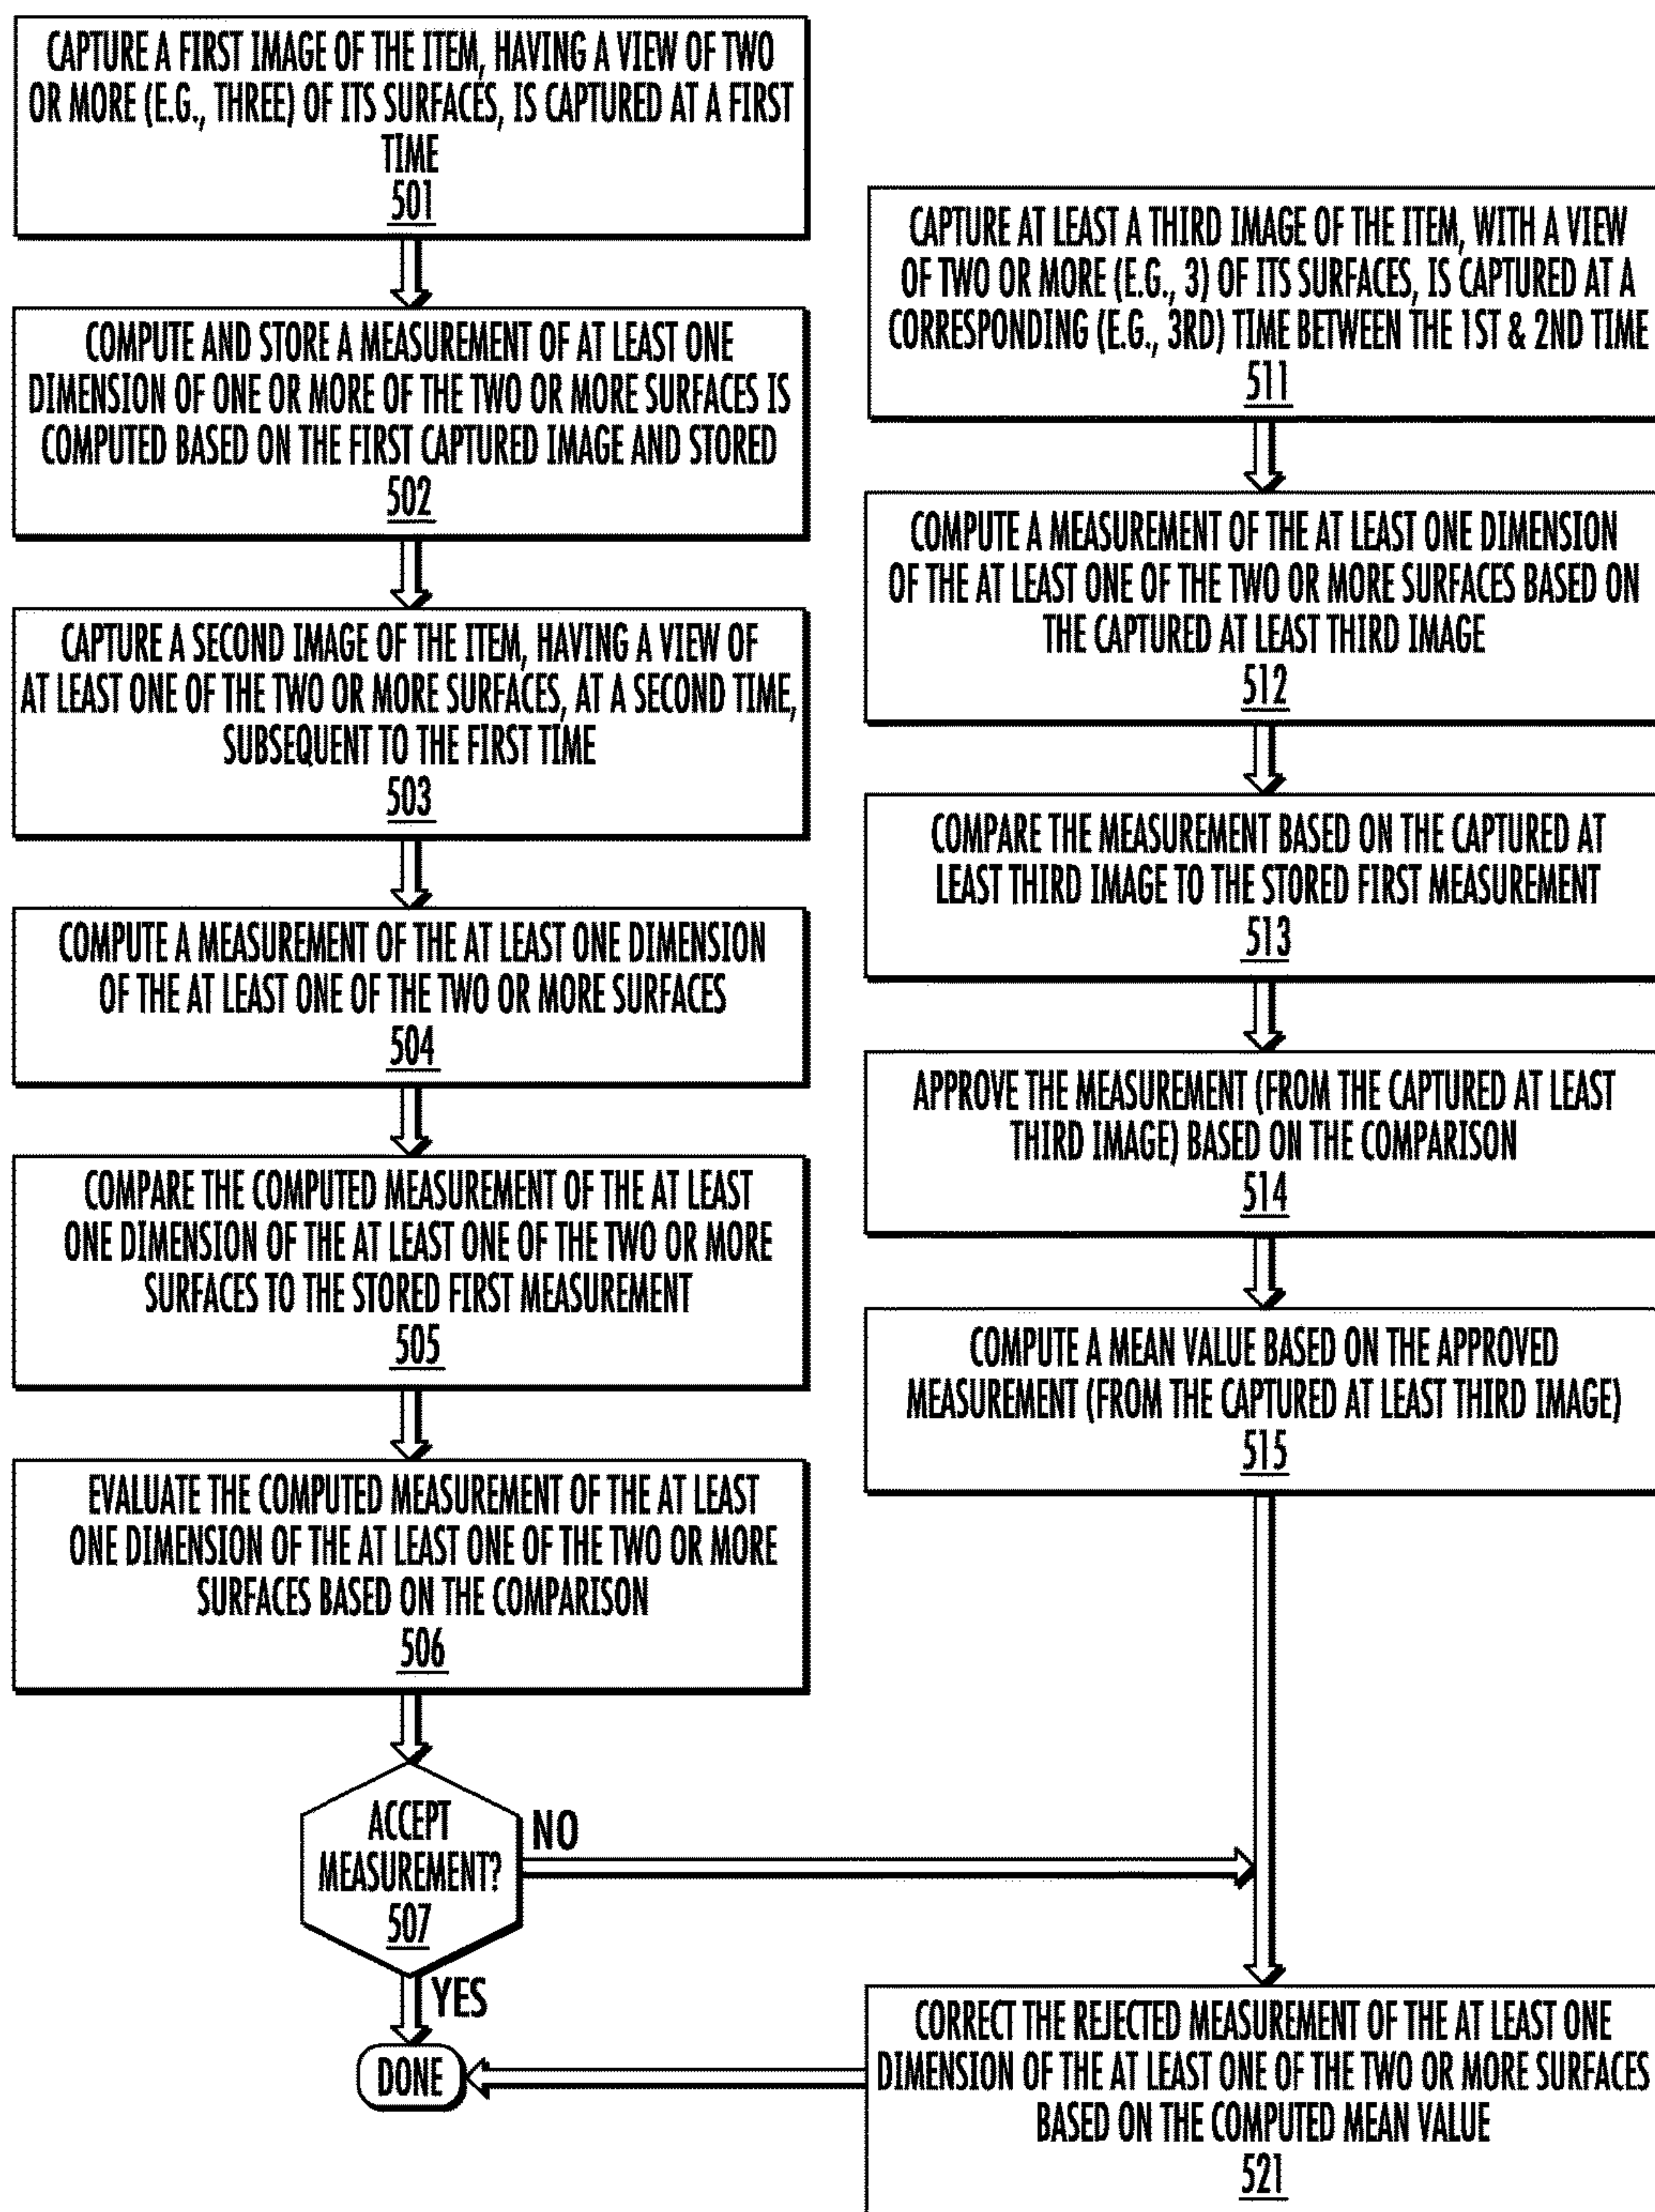 CAPTURE A FIRST IMAGE OF THE ITEM, HAVING A VIEW OF TWO
OR MORE (E.G., THREE) OF ITS SURFACES, IS CAPTURED AT A FIRST
TIME
501
COMPUTE AND STORE A MEASUREMENT OF AT LEAST ONE
DIMENSION OF ONE OR MORE OF THE TWO OR MORE SURFACES IS
COMPUTED BASED ON THE FIRST CAPTURED IMAGE AND STORED
502
CAPTURE A SECOND IMAGE OF THE ITEM, HAVING A VIEW OF
AT LEAST ONE OF THE TWO OR MORE SURFACES, AT A SECOND TIME,
SUBSEQUENT TO THE FIRST TIME
503
COMPUTE A MEASUREMENT OF THE AT LEAST ONE DIMENSION
OF THE AT LEAST ONE OF THE TWO OR MORE SURFACES
504
COMPARE THE COMPUTED MEASUREMENT OF THE AT LEAST
ONE DIMENSION OF THE AT LEAST ONE OF THE TWO OR MORE
SURFACES TO THE STORED FIRST MEASUREMENT
505
EVALUATE THE COMPUTED MEASUREMENT OF THE AT LEAST
ONE DIMENSION OF THE AT LEAST ONE OF THE TWO OR MORE
SURFACES BASED ON THE COMPARISON
506
ACCEPT
MEASUREMENT?
507
NO
YES
DONE
CAPTURE AT LEAST A THIRD IMAGE OF THE ITEM, WITH A VIEW
OF TWO OR MORE (E.G., 3) OF ITS SURFACES, IS CAPTURED AT A
CORRESPONDING (E.G., 3RD) TIME BETWEEN THE 1ST & 2ND TIME
511
COMPUTE A MEASUREMENT OF THE AT LEAST ONE DIMENSION
OF THE AT LEAST ONE OF THE TWO OR MORE SURFACES BASED ON
THE CAPTURED AT LEAST THIRD IMAGE
512
COMPARE THE MEASUREMENT BASED ON THE CAPTURED AT
LEAST THIRD IMAGE TO THE STORED FIRST MEASUREMENT
513
APPROVE THE MEASUREMENT (FROM THE CAPTURED AT LEAST
THIRD IMAGE) BASED ON THE COMPARISON
514
COMPUTE A MEAN VALUE BASED ON THE APPROVED
MEASUREMENT (FROM THE CAPTURED AT LEAST THIRD IMAGE)
515
CORRECT THE REJECTED MEASUREMENT OF THE AT LEAST ONE
DIMENSION OF THE AT LEAST ONE OF THE TWO OR MORE SURFACES
BASED ON THE COMPUTED MEAN VALUE
521